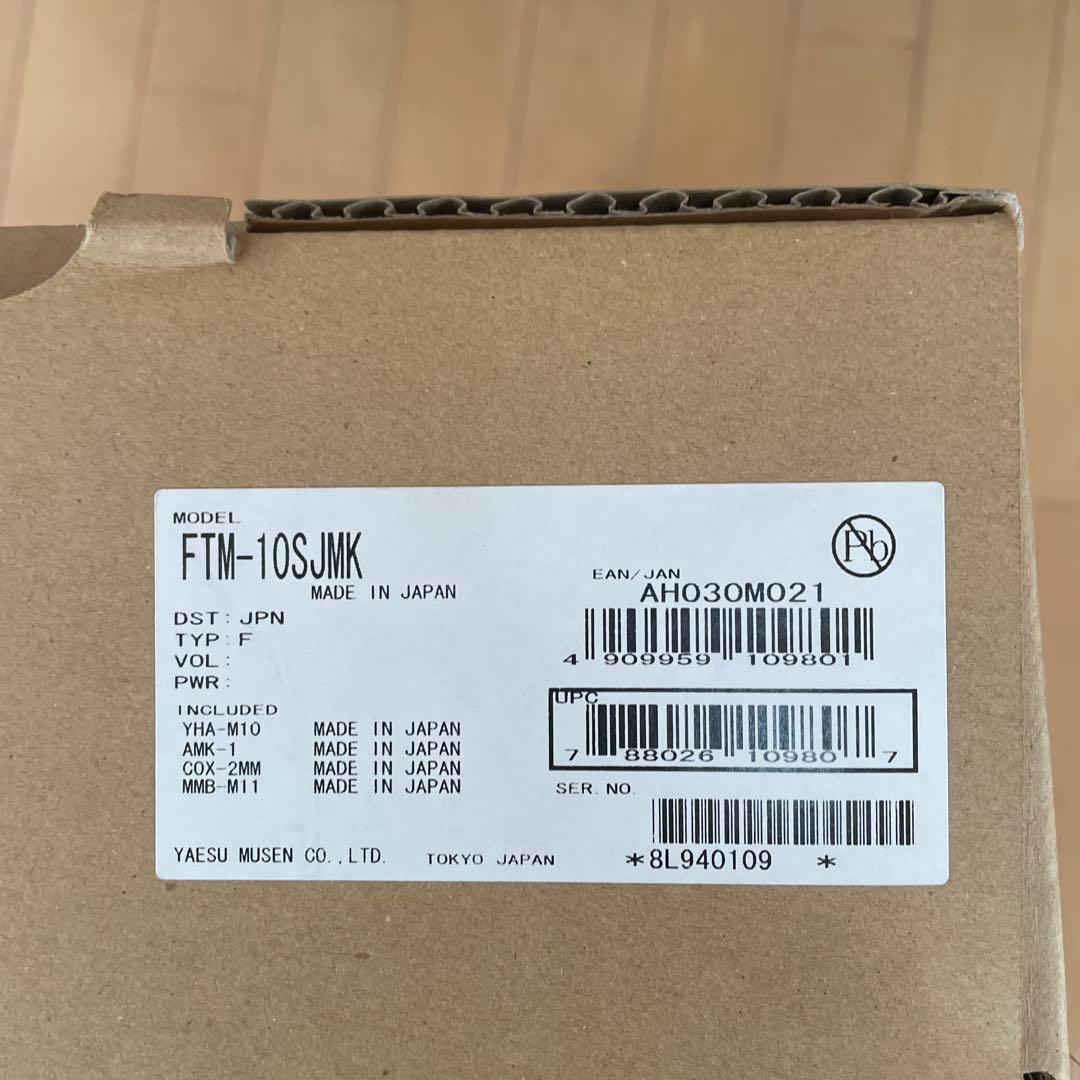 MODEL
FTM-10SJMK
MADE IN JAPAN
DST: JPN
TYP: F
VOL:
PWR:
INCLUDED
YHA-M10 MADE IN JAPAN
AMK-1 MADE IN JAPAN
COX-2MM MADE IN JAPAN
MMB-M11 MADE IN JAPAN
YAESU MUSEN CO.,LTD. TOKYO JAPAN
Pb
EAN/JAN
AH030M021
4 909959 109801
UPC
7 88026 10980 7
SER. NO.
*8L940109 *